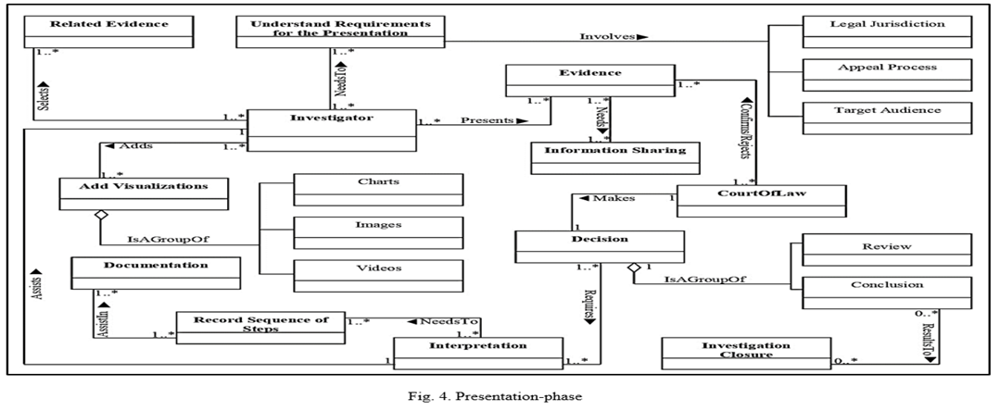 Related Evidence
1..*
Understand Requirements
for the Presentation
1..*
Involves►
Legal Jurisdiction
Appeal Process
Target Audience
Selects►
NeedsTo►
Evidence
1..*
1..*
1..*
1..*
Investigator
1..*
1
1..*
1..*
Presents►
1..*
Needs►
1..*
Information Sharing
Confirms/Rejects►
1..*
CourtOfLaw
1
◄Makes
1
◄Adds
1..*
Add Visualizations
IsAGroupOf
Charts
Images
Videos
Decision
1..*
1
IsAGroupOf
Review
Conclusion
0..*
ResultsTo►
Documentation
1..*
AssistIn►
Assists►
Record Sequence of
Steps
1..*
1..*
◄NeedsTo
1..*
Requires►
Interpretation
1
1..*
Investigation
Closure
0..*
Fig. 4. Presentation-phase